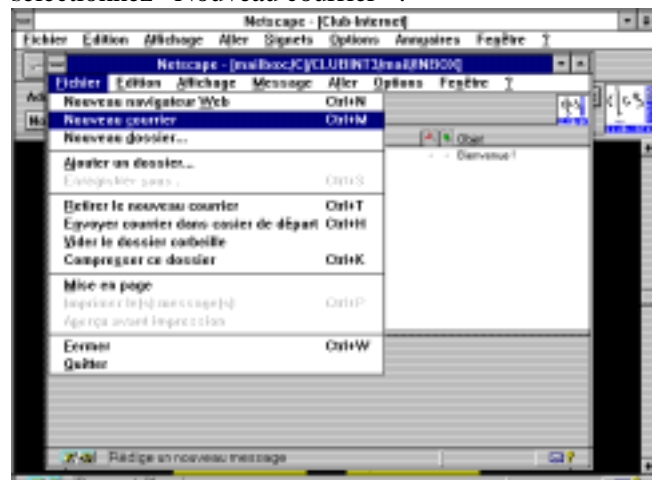 sélectionnez "Nouveau courrier" :
Netscape - [Club-Internet]
Fichier Edition Affichage Aller Signets Options Annuaires Fenêtre ?
Netscape - [mailbox:/C|/CLUBINT3/mail/INBOX]
Fichier Edition Affichage Message Aller Options Fenêtre ?
Nouveau navigateur Web Ctrl+N
Nouveau courrier Ctrl+M
Nouveau dossier...
Ajouter un dossier...
Enregistrer sous... Ctrl+S
Retirer le nouveau courrier Ctrl+T
Envoyer courrier dans casier de départ Ctrl+H
Vider le dossier corbeille
Compresser ce dossier Ctrl+K
Mise en page
Imprimer le(s) message(s) Ctrl+P
Aperçu avant impression
Fermer Ctrl+W
Quitter
Objet
Bienvenue !
Rédige un nouveau message